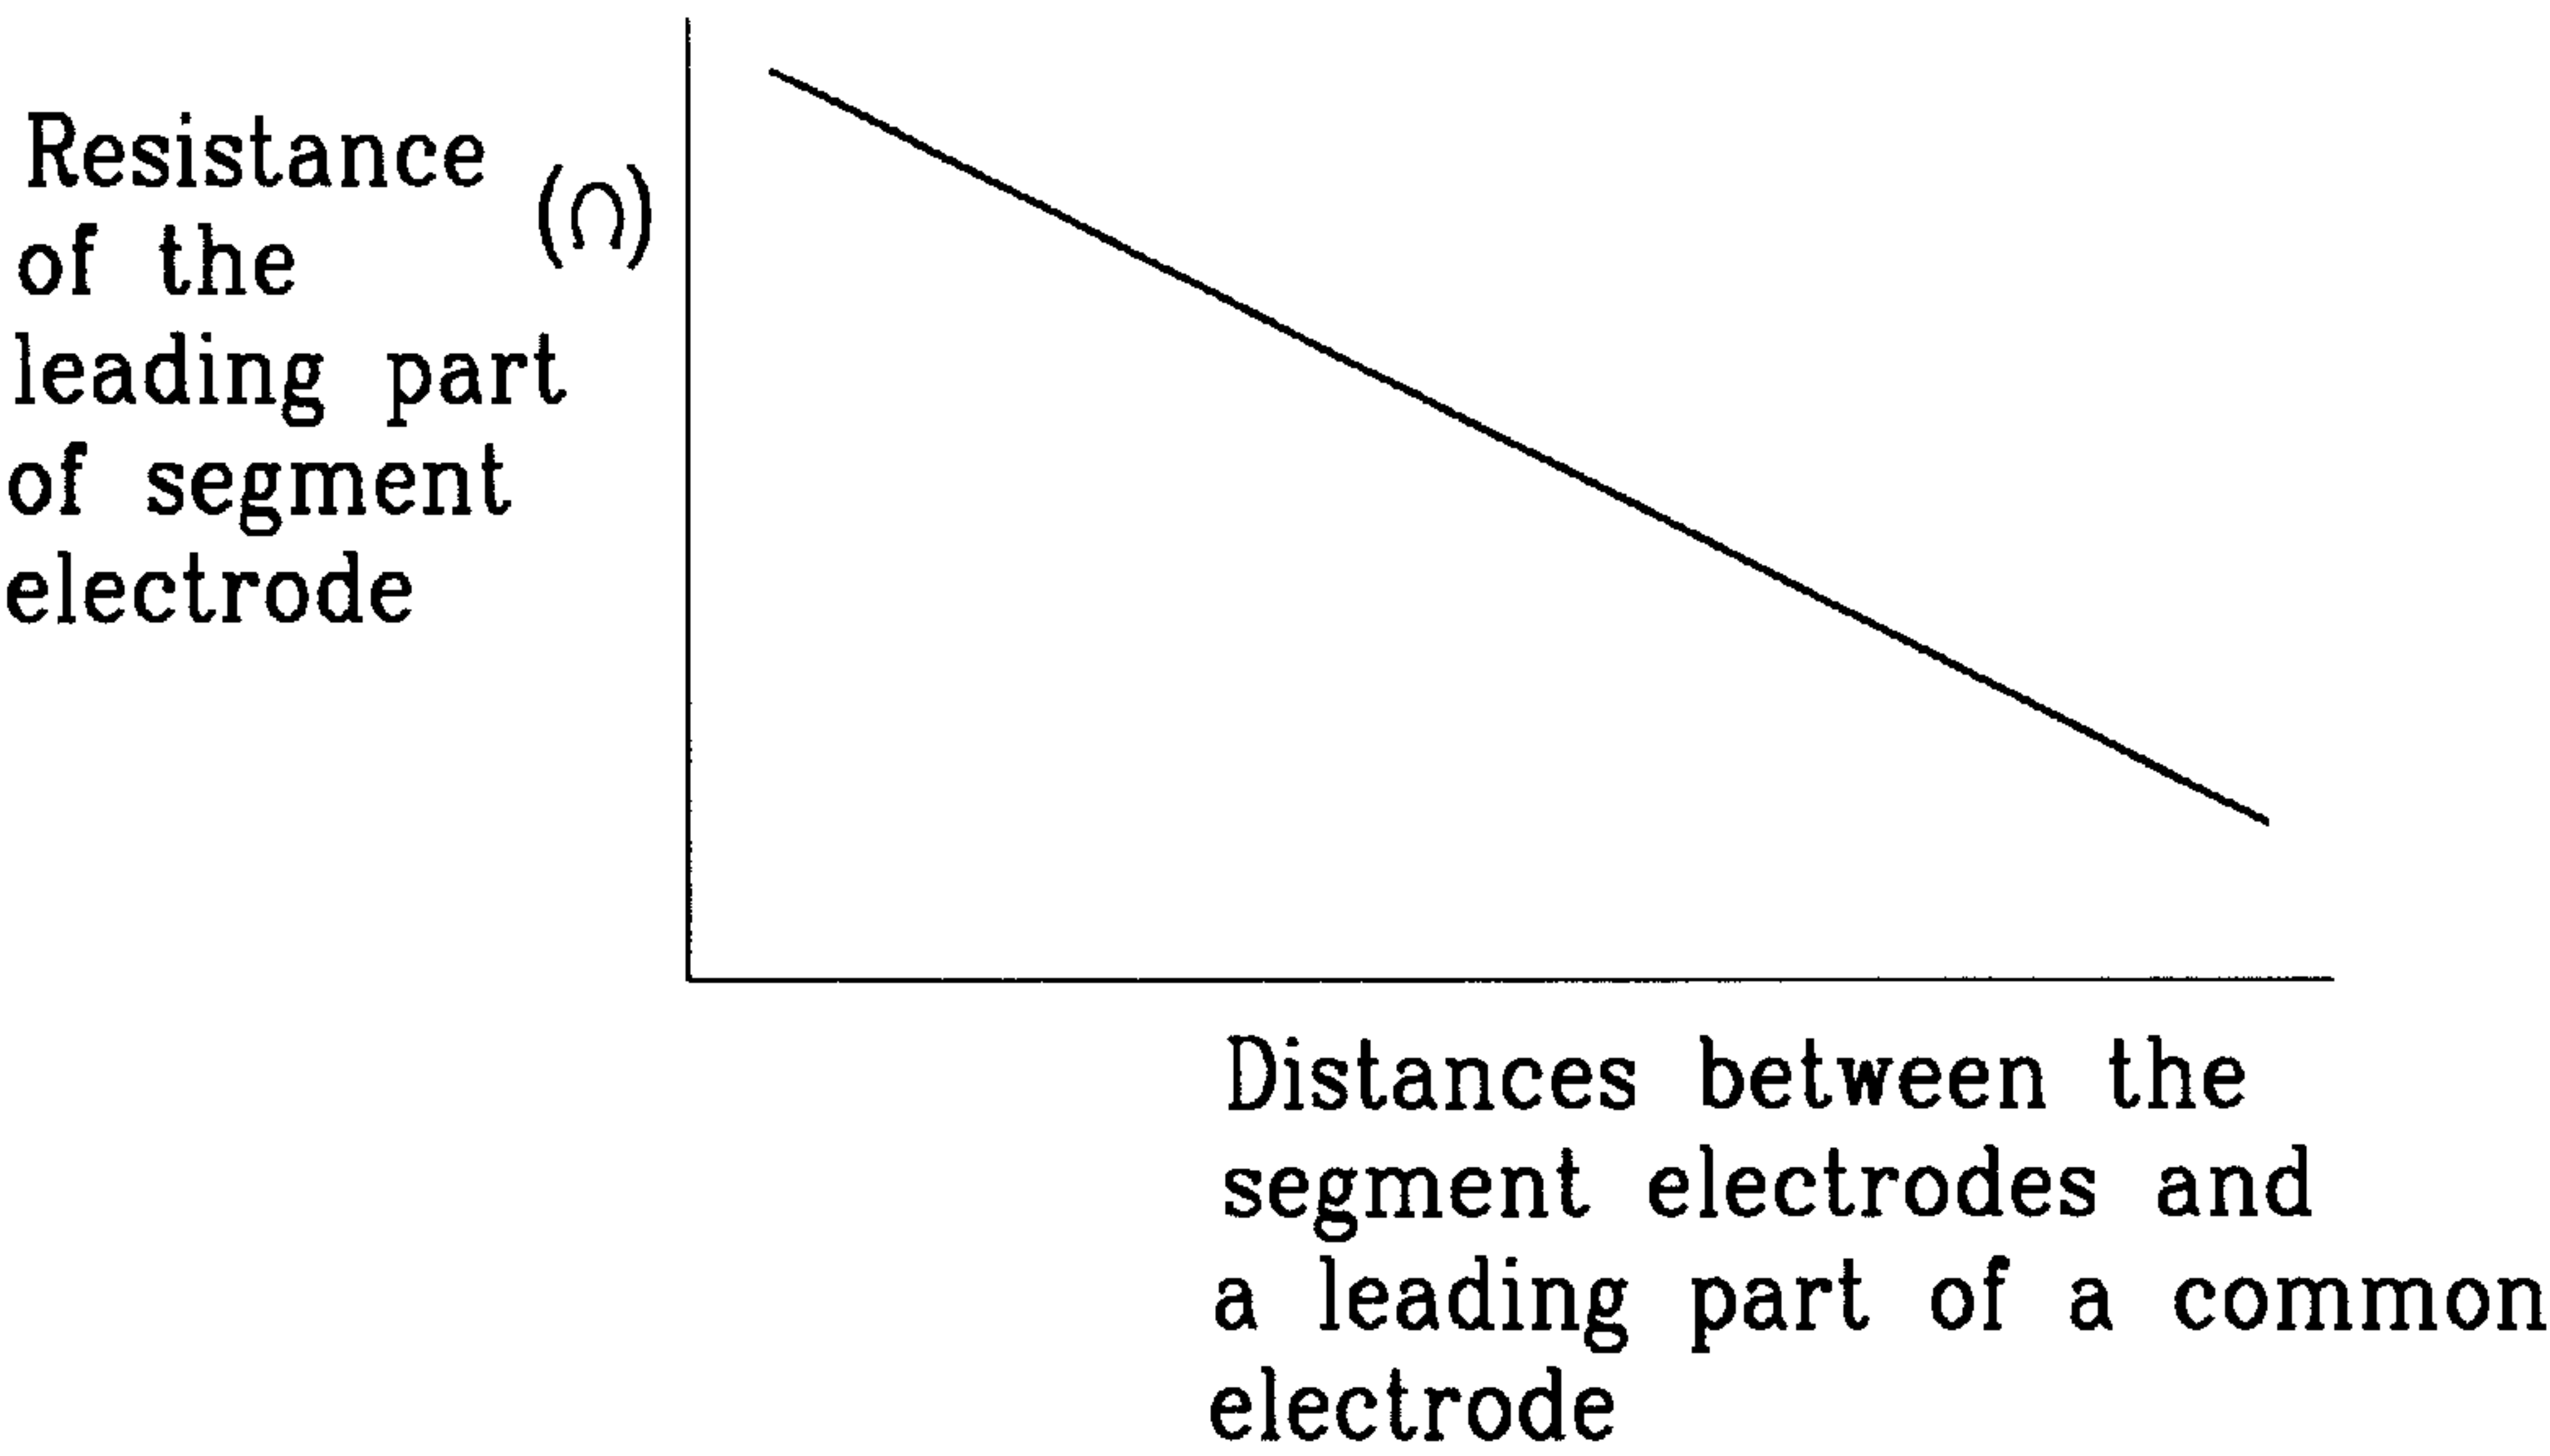 Resistance
of the
leading part
of segment
electrode
(∩)
Distances between the
segment electrodes and
a leading part of a common
electrode